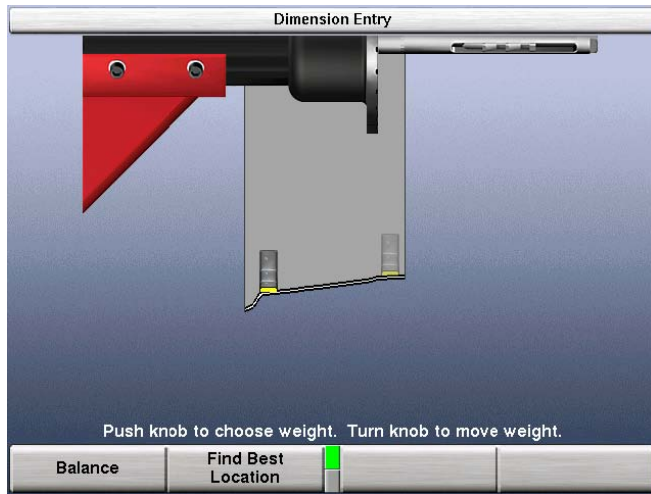 Dimension Entry
Push knob to choose weight.  Turn knob to move weight.
Balance
Find Best
Location